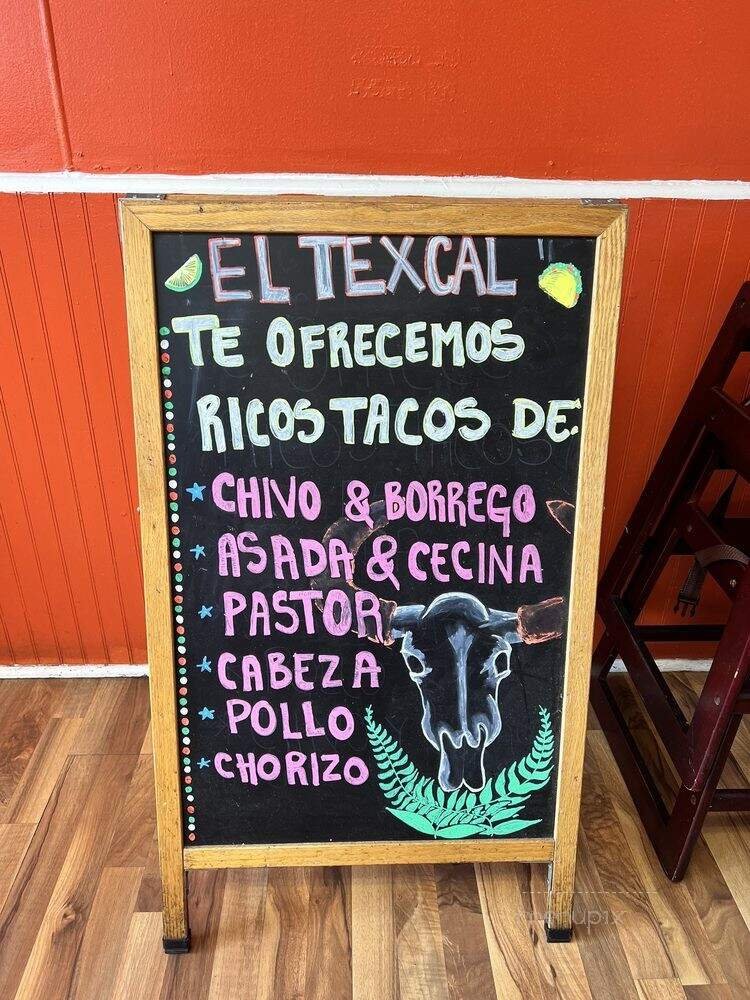 EL TEXCAL
TE OFRECEMOS
RICOS TACOS DE:
* CHIVO & BORREGO
* ASADA & CECINA
* PASTOR
* CABEZA
* POLLO
* CHORIZO